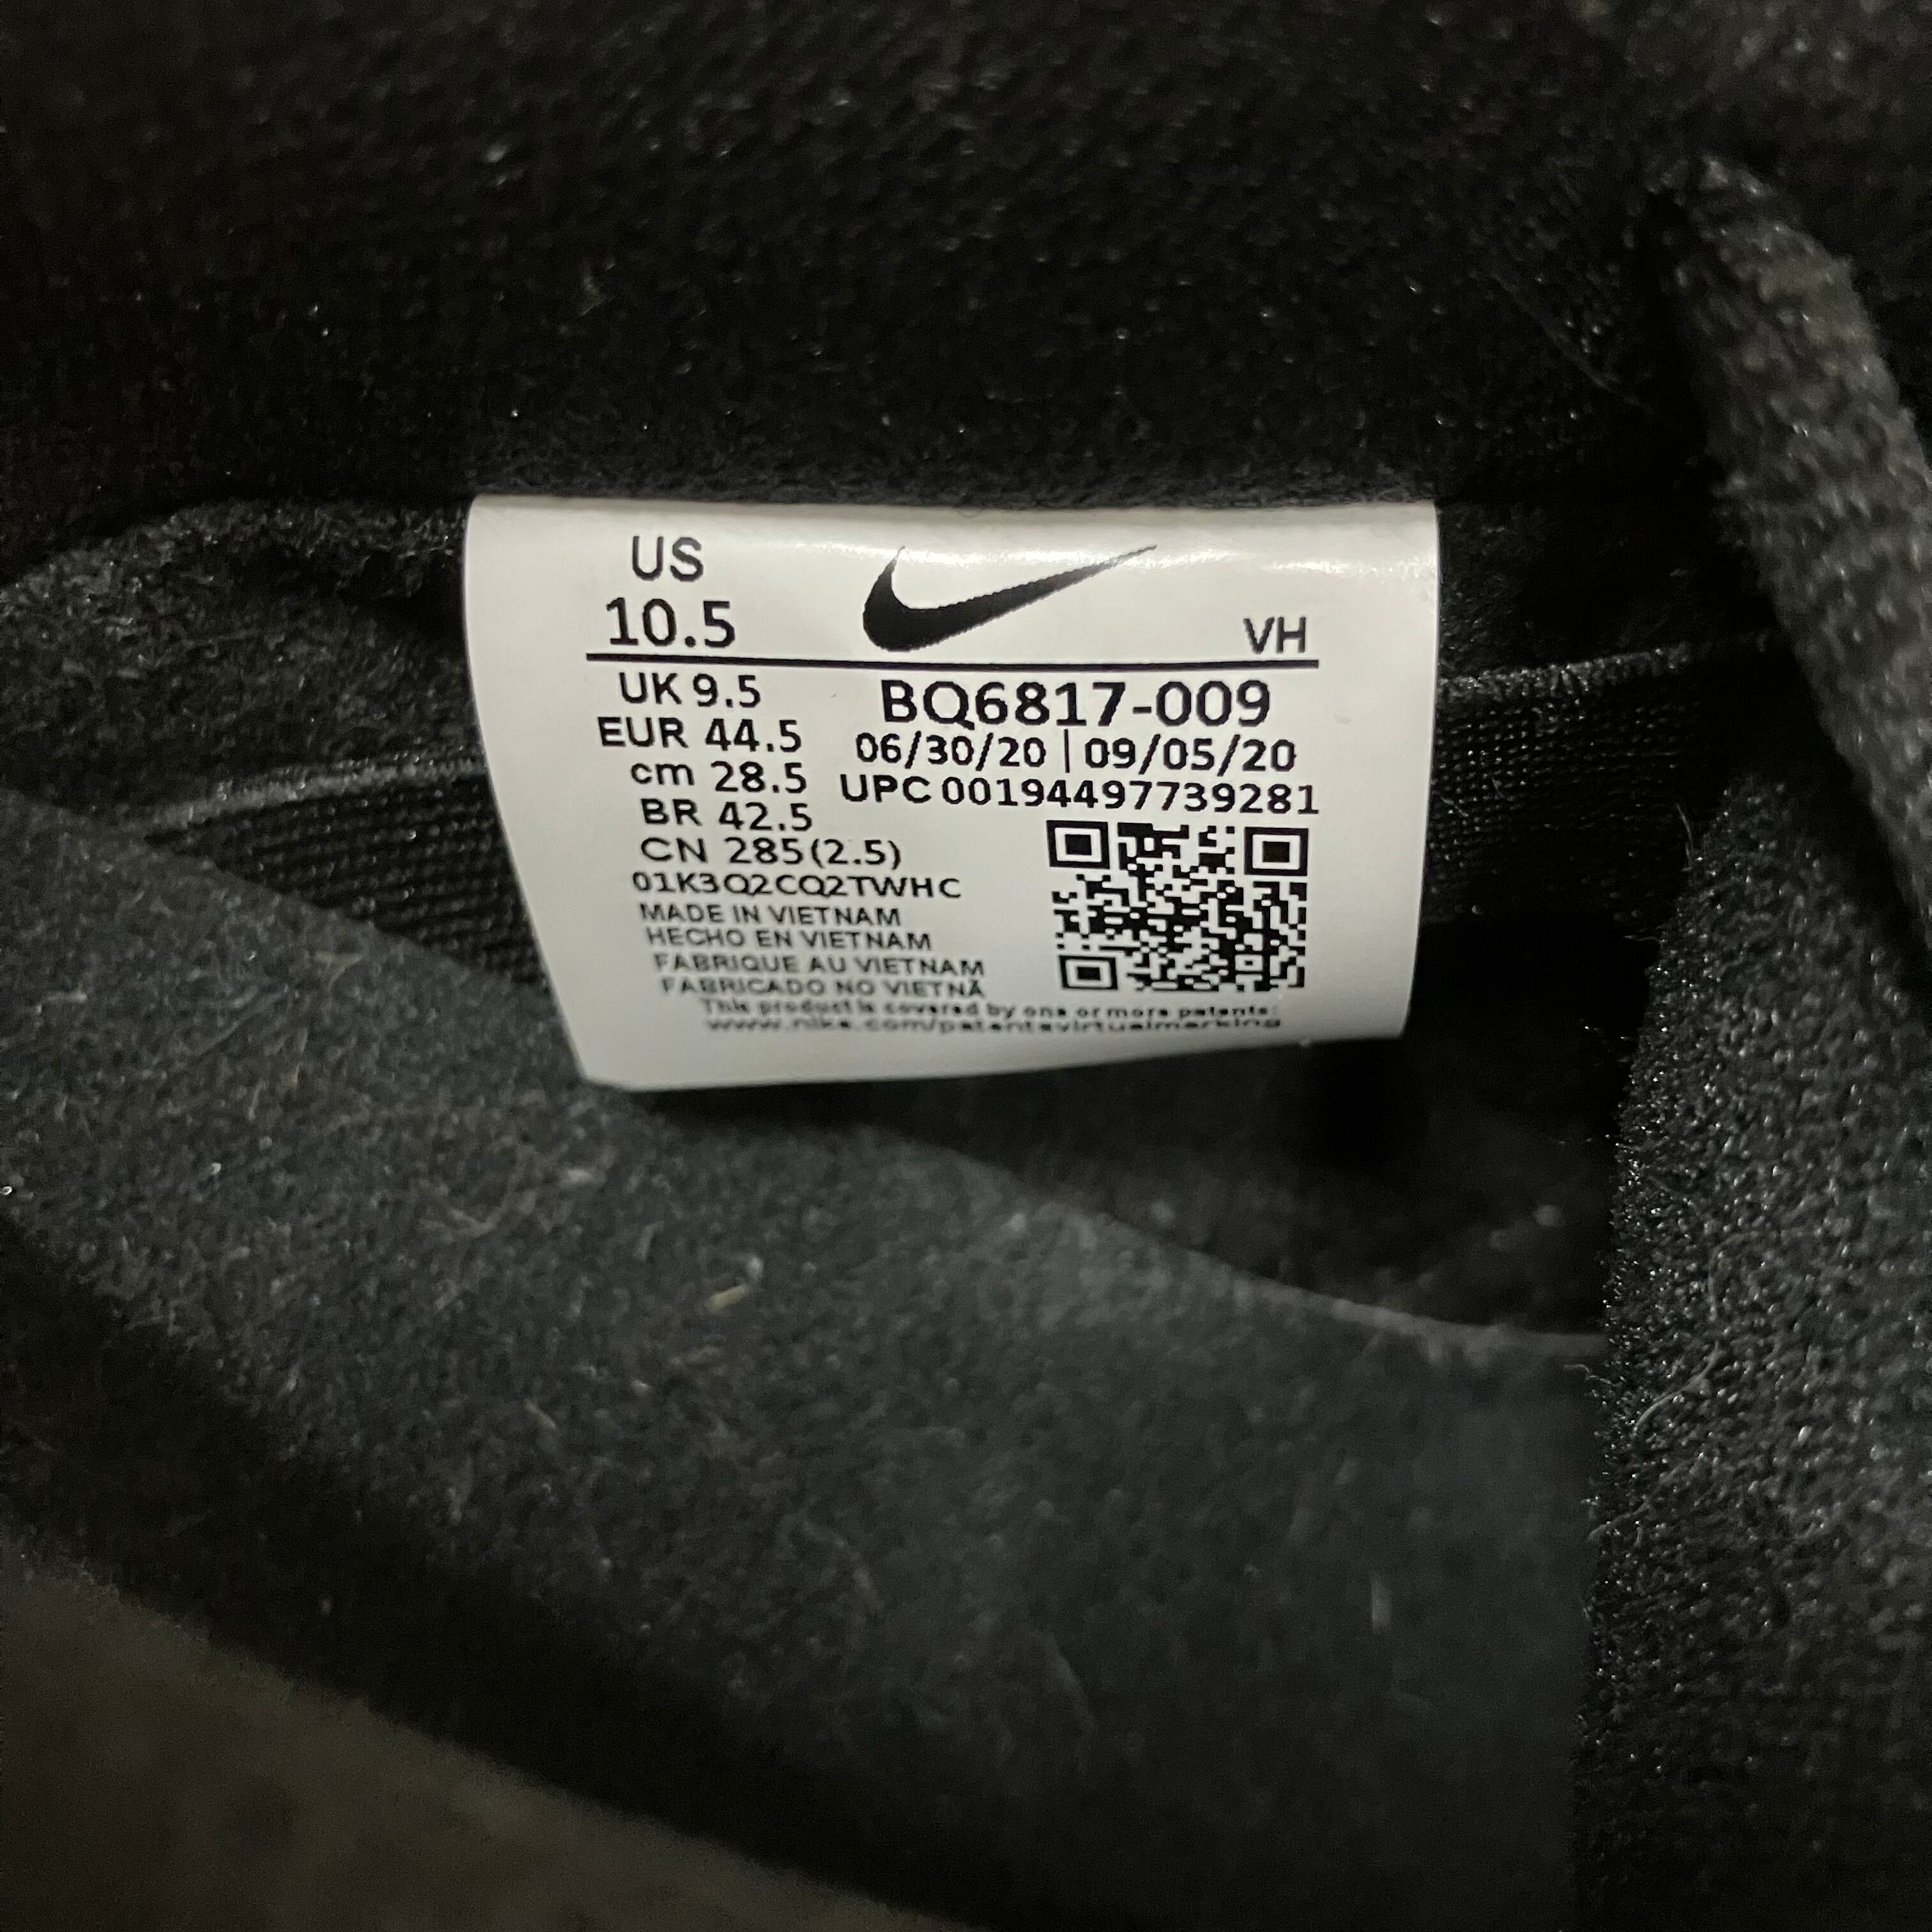 US
10.5
VH
UK 9.5
EUR 44.5
cm 28.5
BR 42.5
CN 285(2.5)
01K3Q2CQ2TWHC
BQ6817-009
06/30/20 | 09/05/20
UPC 00194497739281
MADE IN VIETNAM
HECHO EN VIETNAM
FABRIQUE AU VIETNAM
FABRICADO NO VIETNÃ
This product is covered by one or more patents:
www.nike.com/patentsvirtualmarking